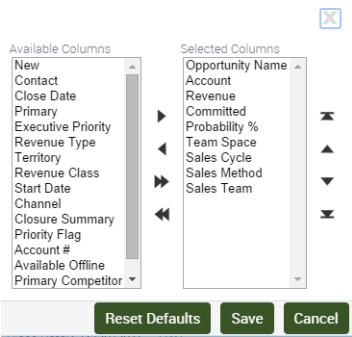 Available Columns
Selected Columns
New
Contact
Close Date
Primary
Executive Priority
Revenue Type
Territory
Revenue Class
Start Date
Channel
Closure Summary
Priority Flag
Account #
Available Offline
Primary Competitor
Opportunity Name
Account
Revenue
Committed
Probability %
Team Space
Sales Cycle
Sales Method
Sales Team
Reset Defaults
Save
Cancel